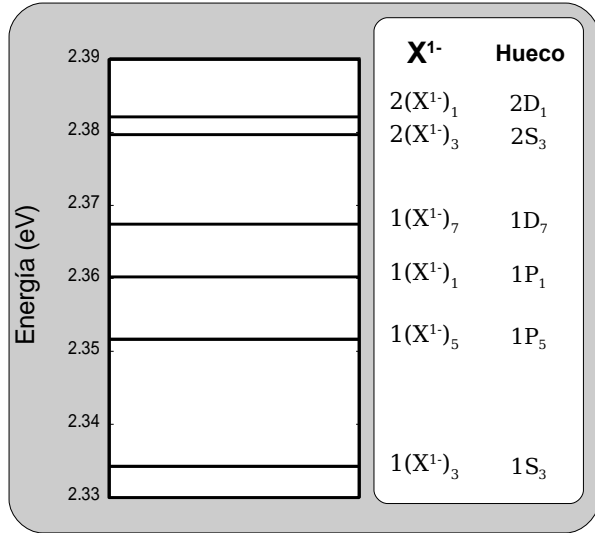 Energía (eV)
2.39
2.38
2.37
2.36
2.35
2.34
2.33
X¹⁻ Hueco
2(X¹⁻)₁ 2D₁
2(X¹⁻)₃ 2S₃
1(X¹⁻)₇ 1D₇
1(X¹⁻)₁ 1P₁
1(X¹⁻)₅ 1P₅
1(X¹⁻)₃ 1S₃